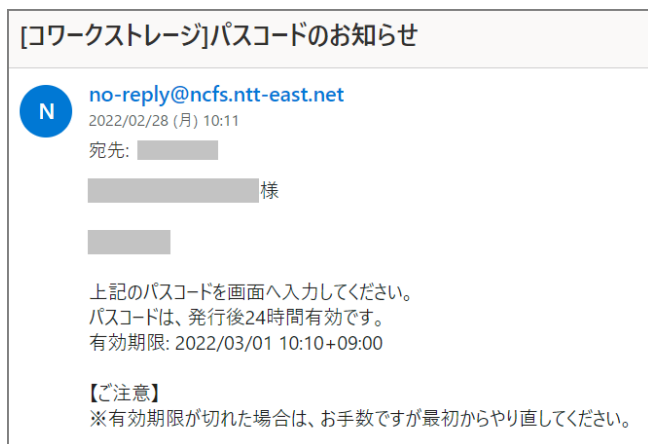 [コワークストレージ]パスコードのお知らせ
N
no-reply@ncfs.ntt-east.net
2022/02/28 (月) 10:11
宛先:
様
上記のパスコードを画面へ入力してください。
パスコードは、発行後24時間有効です。
有効期限: 2022/03/01 10:10+09:00
【ご注意】
※有効期限が切れた場合は、お手数ですが最初からやり直してください。